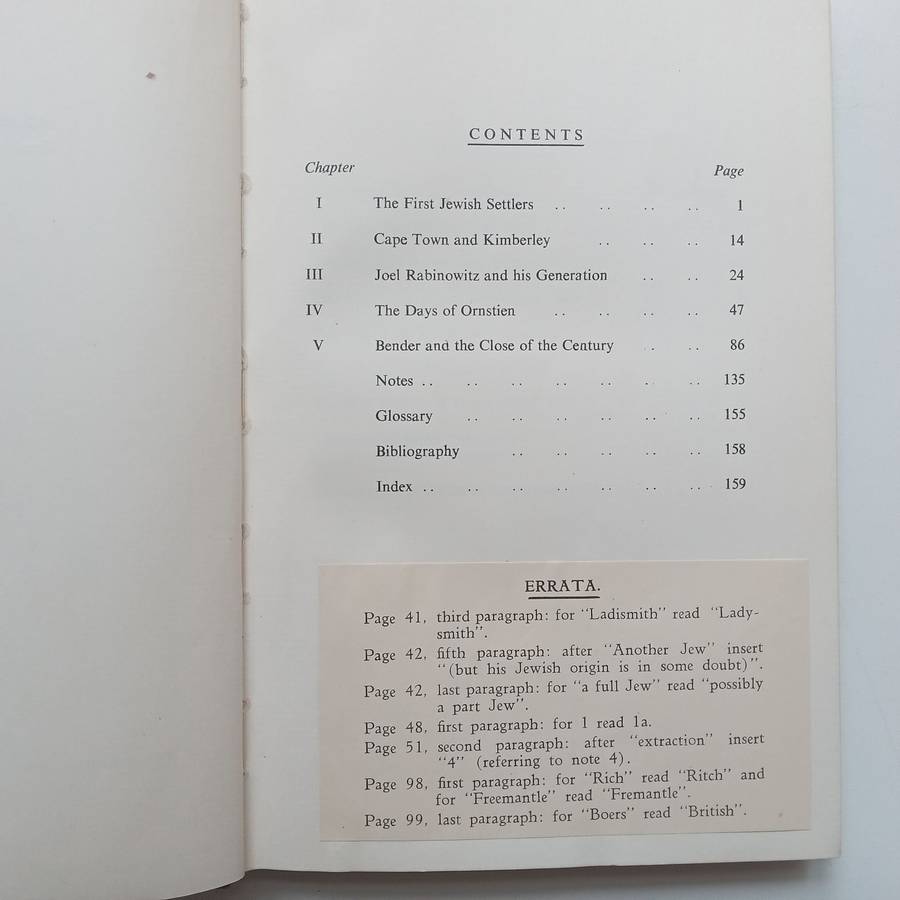 CONTENTS
Chapter Page
I The First Jewish Settlers .. .. .. .. 1
II Cape Town and Kimberley .. .. .. 14
III Joel Rabinowitz and his Generation .. .. 24
IV The Days of Ornstien .. .. .. .. 47
V Bender and the Close of the Century .. .. 86
Notes .. .. .. .. .. .. .. 135
Glossary .. .. .. .. .. .. 155
Bibliography .. .. .. .. .. 158
Index .. .. .. .. .. .. .. 159
ERRATA.
Page 41, third paragraph: for "Ladismith" read "Lady-
smith".
Page 42, fifth paragraph: after "Another Jew" insert
"(but his Jewish origin is in some doubt)".
Page 42, last paragraph: for "a full Jew" read "possibly
a part Jew".
Page 48, first paragraph: for 1 read 1a.
Page 51, second paragraph: after "extraction" insert
"4" (referring to note 4).
Page 98, first paragraph: for "Rich" read "Ritch" and
for "Freemantle" read "Fremantle".
Page 99, last paragraph: for "Boers" read "British".